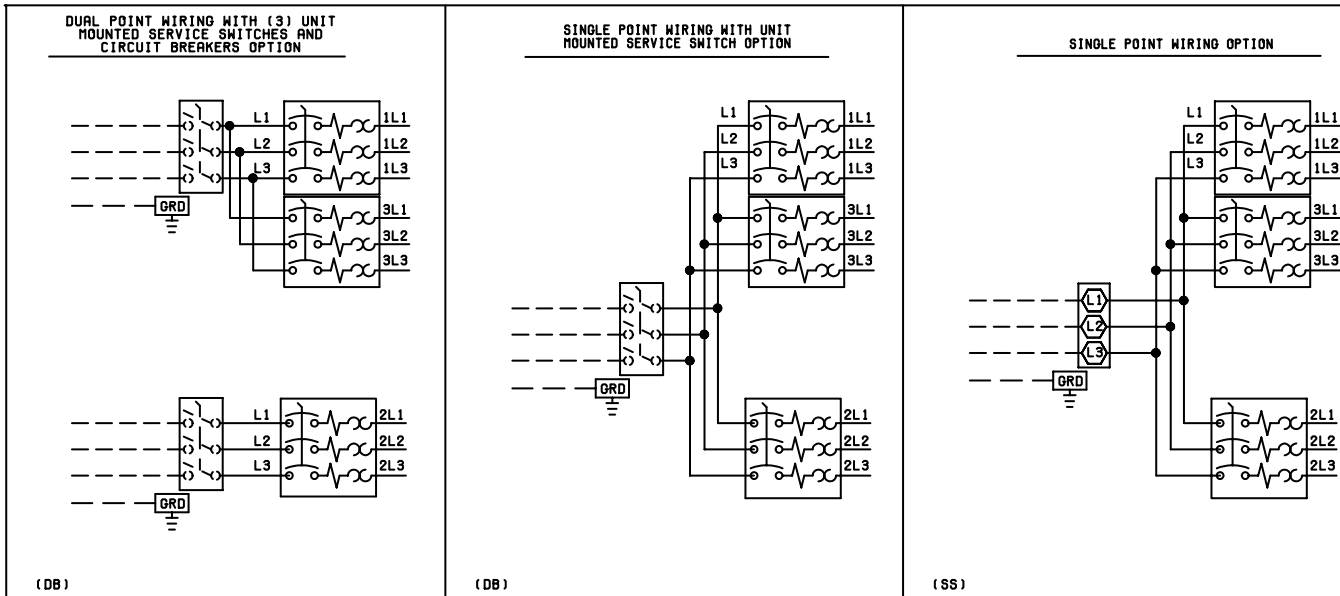 DUAL POINT WIRING WITH (3) UNIT
MOUNTED SERVICE SWITCHES AND
CIRCUIT BREAKERS OPTION
L1
1L1
L2
1L2
L3
1L3
GRD
3L1
3L2
3L3
L1
2L1
L2
2L2
L3
2L3
GRD
(DB)
SINGLE POINT WIRING WITH UNIT
MOUNTED SERVICE SWITCH OPTION
L1
1L1
L2
1L2
L3
1L3
3L1
3L2
3L3
GRD
2L1
2L2
2L3
(DB)
SINGLE POINT WIRING OPTION
L1
1L1
L2
1L2
L3
1L3
3L1
3L2
3L3
L1
L2
L3
GRD
2L1
2L2
2L3
(SS)